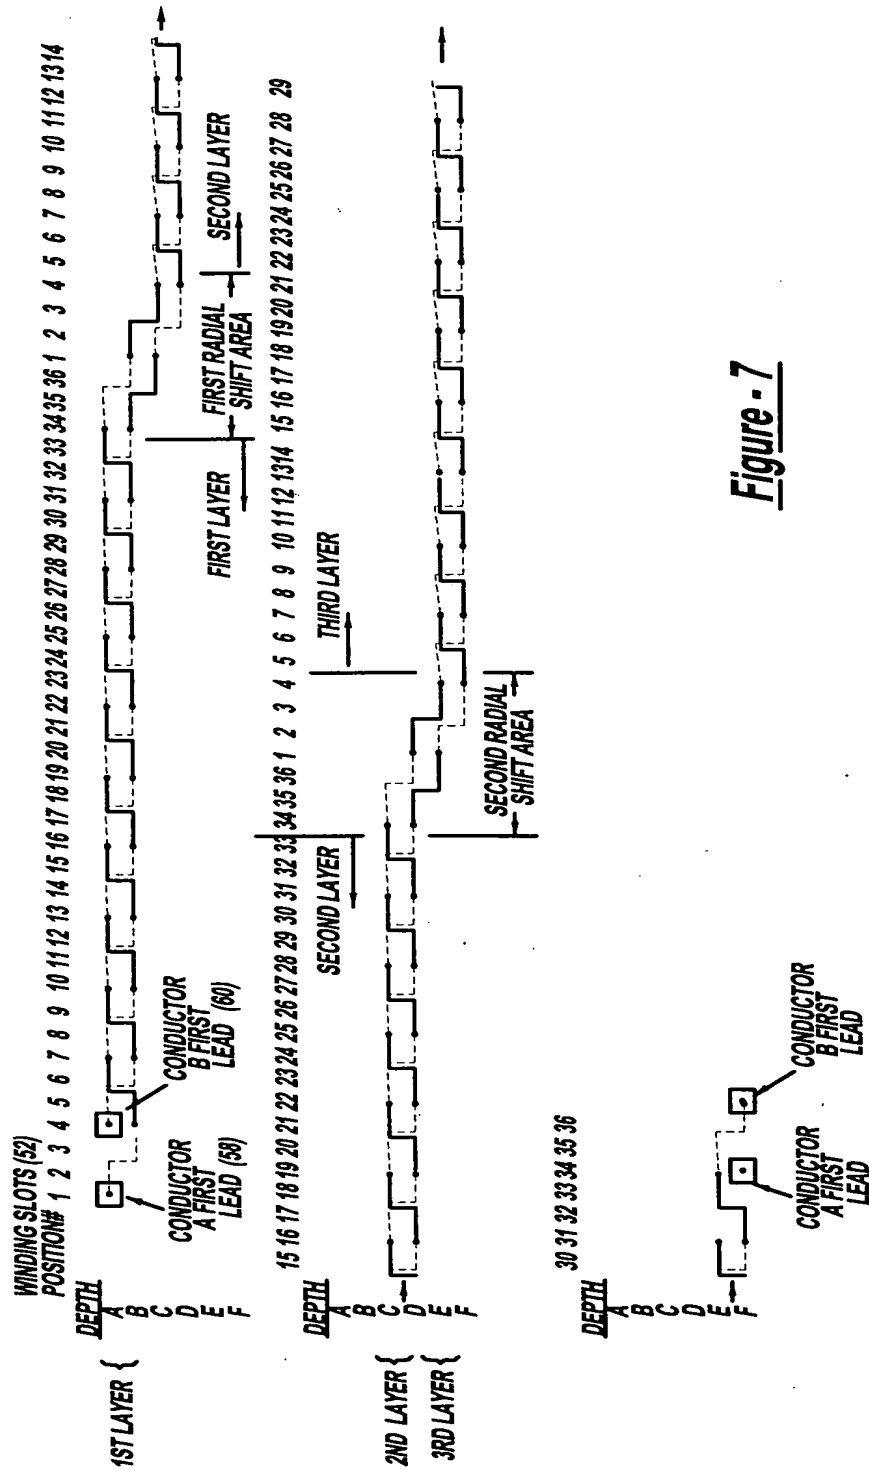 WINDING SLOTS (52)
POSITION# 1 2 3 4 5 6 7 8 9 10 11 12 13 14 15 16 17 18 19 20 21 22 23 24 25 26 27 28 29 30 31 32 33 34 35 36 1 2 3 4 5 6 7 8 9 10 11 12 13 14
DEPTH
A
B
C
D
E
F
1ST LAYER {
CONDUCTOR
A FIRST
LEAD (58)
CONDUCTOR
B FIRST
LEAD (60)
FIRST LAYER
FIRST RADIAL
SHIFT AREA
SECOND LAYER
15 16 17 18 19 20 21 22 23 24 25 26 27 28 29 30 31 32 33 34 35 36 1 2 3 4 5 6 7 8 9 10 11 12 13 14 15 16 17 18 19 20 21 22 23 24 25 26 27 28 29
DEPTH
A
B
C
D
E
F
2ND LAYER {
3RD LAYER {
SECOND LAYER
SECOND RADIAL
SHIFT AREA
THIRD LAYER
30 31 32 33 34 35 36
DEPTH
A
B
C
D
E
F
CONDUCTOR
A FIRST
LEAD
CONDUCTOR
B FIRST
LEAD
Figure - 7